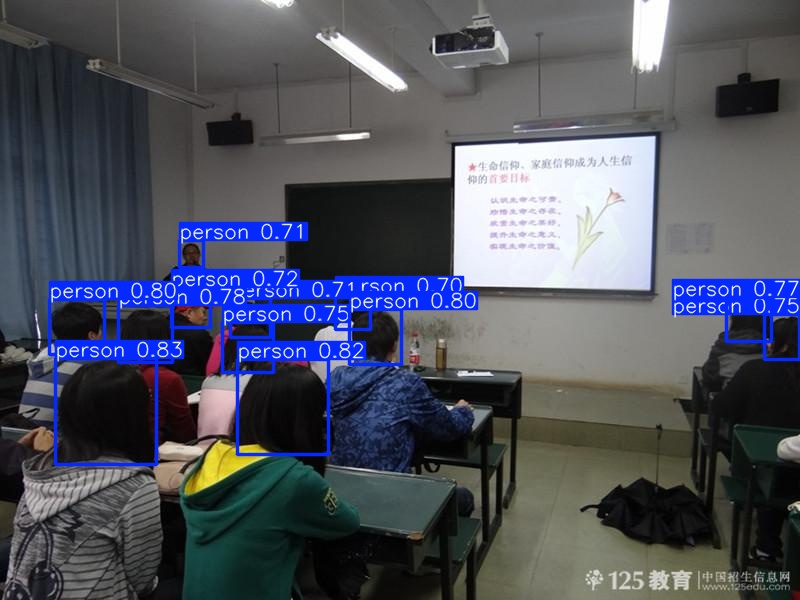 ★生命信仰、家庭信仰成为人生信
仰的首要目标
认识生命之可贵。
珍惜生命之存在。
欣赏生命之美好。
提升生命之意义。
实现生命之价值。
person 0.71
person 0.72
person 0.80
person 0.78
person 0.71
person 0.70
person 0.80
person 0.75
person 0.83
person 0.82
person 0.77
person 0.75
125教育 中国招生信息网
www.125edu.com